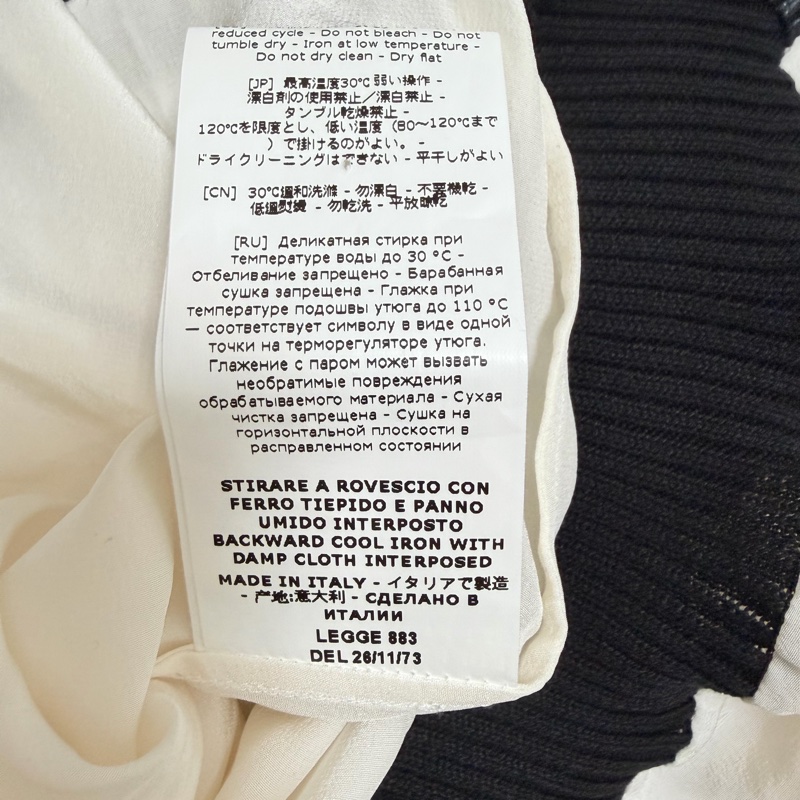 reduced cycle - Do not bleach - Do not
tumble dry - Iron at low temperature -
Do not dry clean - Dry flat
[JP] 最高温度30℃弱い操作 -
漂白剤の使用禁止／漂白禁止 -
タンブル乾燥禁止 -
120℃を限度とし、低い温度（80～120℃まで
）で掛けるのがよい。 -
ドライクリーニングはできない - 平干しがよい
[CN] 30℃溫和洗滌 - 勿漂白 - 不要機乾 -
低溫熨燙 - 勿乾洗 - 平放晾乾
[RU] Деликатная стирка при
температуре воды до 30 °C -
Отбеливание запрещено - Барабанная
сушка запрещена - Глажка при
температуре подошвы утюга до 110 °C
— соответствует символу в виде одной
точки на терморегуляторе утюга.
Глажение с паром может вызвать
необратимые повреждения
обрабатываемого материала - Сухая
чистка запрещена - Сушка на
горизонтальной плоскости в
расправленном состоянии
STIRARE A ROVESCIO CON
FERRO TIEPIDO E PANNO
UMIDO INTERPOSTO
BACKWARD COOL IRON WITH
DAMP CLOTH INTERPOSED
MADE IN ITALY - イタリアで製造
- 产地:意大利 - СДЕЛАНО В
ИТАЛИИ
LEGGE 883
DEL 26/11/73